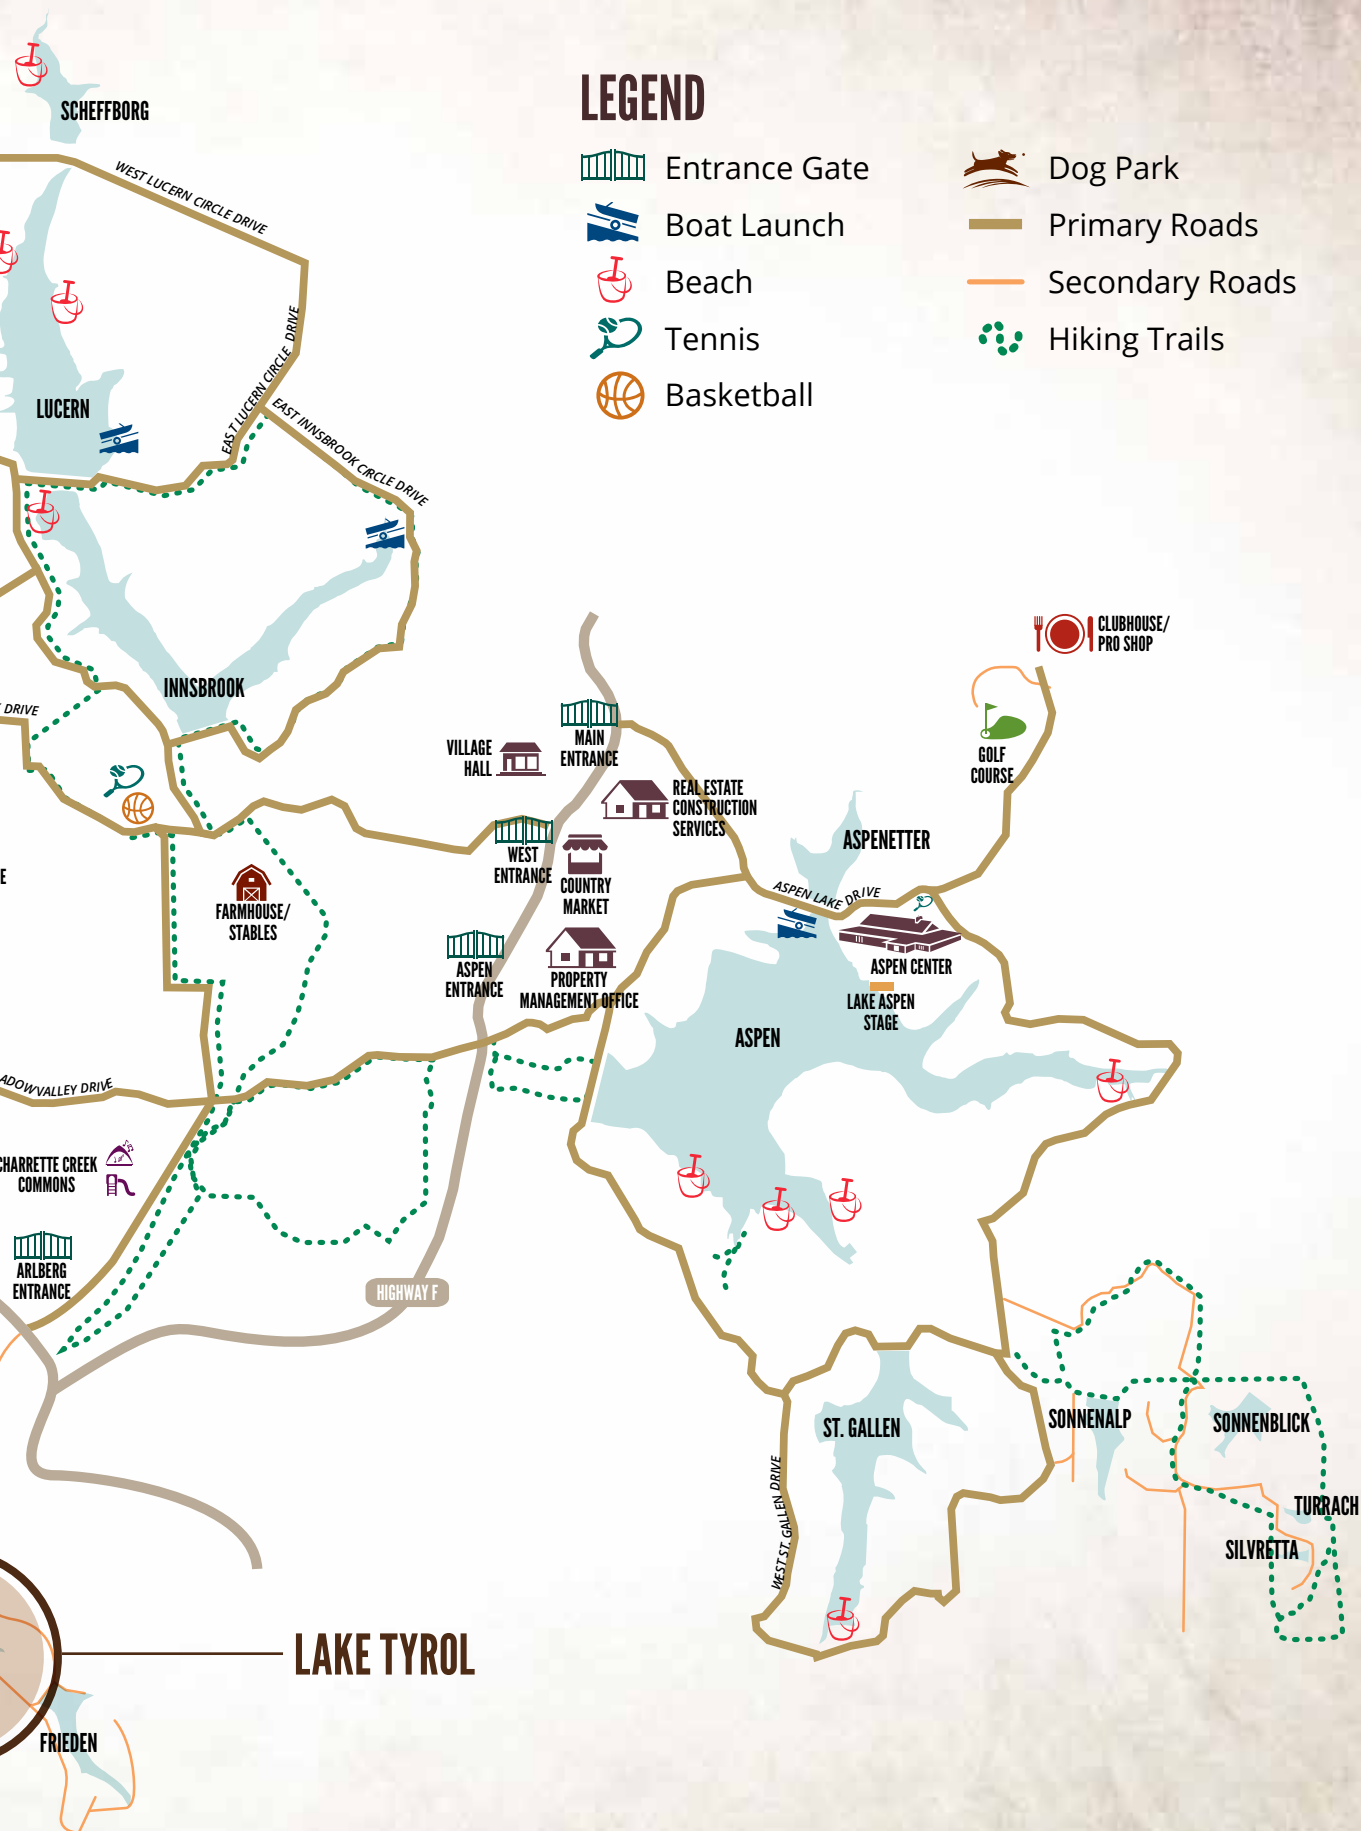 SCHEFFBORG
LEGEND
Entrance Gate
Boat Launch
Beach
Tennis
Basketball
Dog Park
Primary Roads
Secondary Roads
Hiking Trails
WEST LUCERN CIRCLE DRIVE
EAST LUCERN CIRCLE DRIVE
LUCERN
EAST INNSBROOK CIRCLE DRIVE
INNSBROOK
DRIVE
CLUBHOUSE/
PRO SHOP
GOLF
COURSE
MAIN
ENTRANCE
VILLAGE
HALL
REAL ESTATE
CONSTRUCTION
SERVICES
WEST
ENTRANCE
COUNTRY
MARKET
ASPENETTER
ASPEN LAKE DRIVE
E
FARMHOUSE/
STABLES
ASPEN
ENTRANCE
PROPERTY
MANAGEMENT OFFICE
ASPEN CENTER
LAKE ASPEN
STAGE
ASPEN
ADOWVALLEY DRIVE
CHARRETTE CREEK
COMMONS
ARLBERG
ENTRANCE
HIGHWAY F
ST. GALLEN
WEST ST. GALLEN DRIVE
SONNENALP
SONNENBLICK
TURRACH
SILVRETTA
LAKE TYROL
FRIEDEN